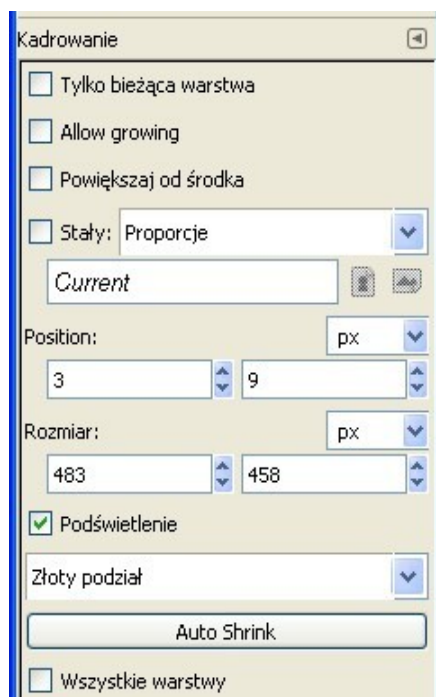 Kadrowanie
Tylko bieżąca warstwa
Allow growing
Powiększaj od środka
Stały: Proporcje
Current
Position: px
3 9
Rozmiar: px
483 458
Podświetlenie
Złoty podział
Auto Shrink
Wszystkie warstwy